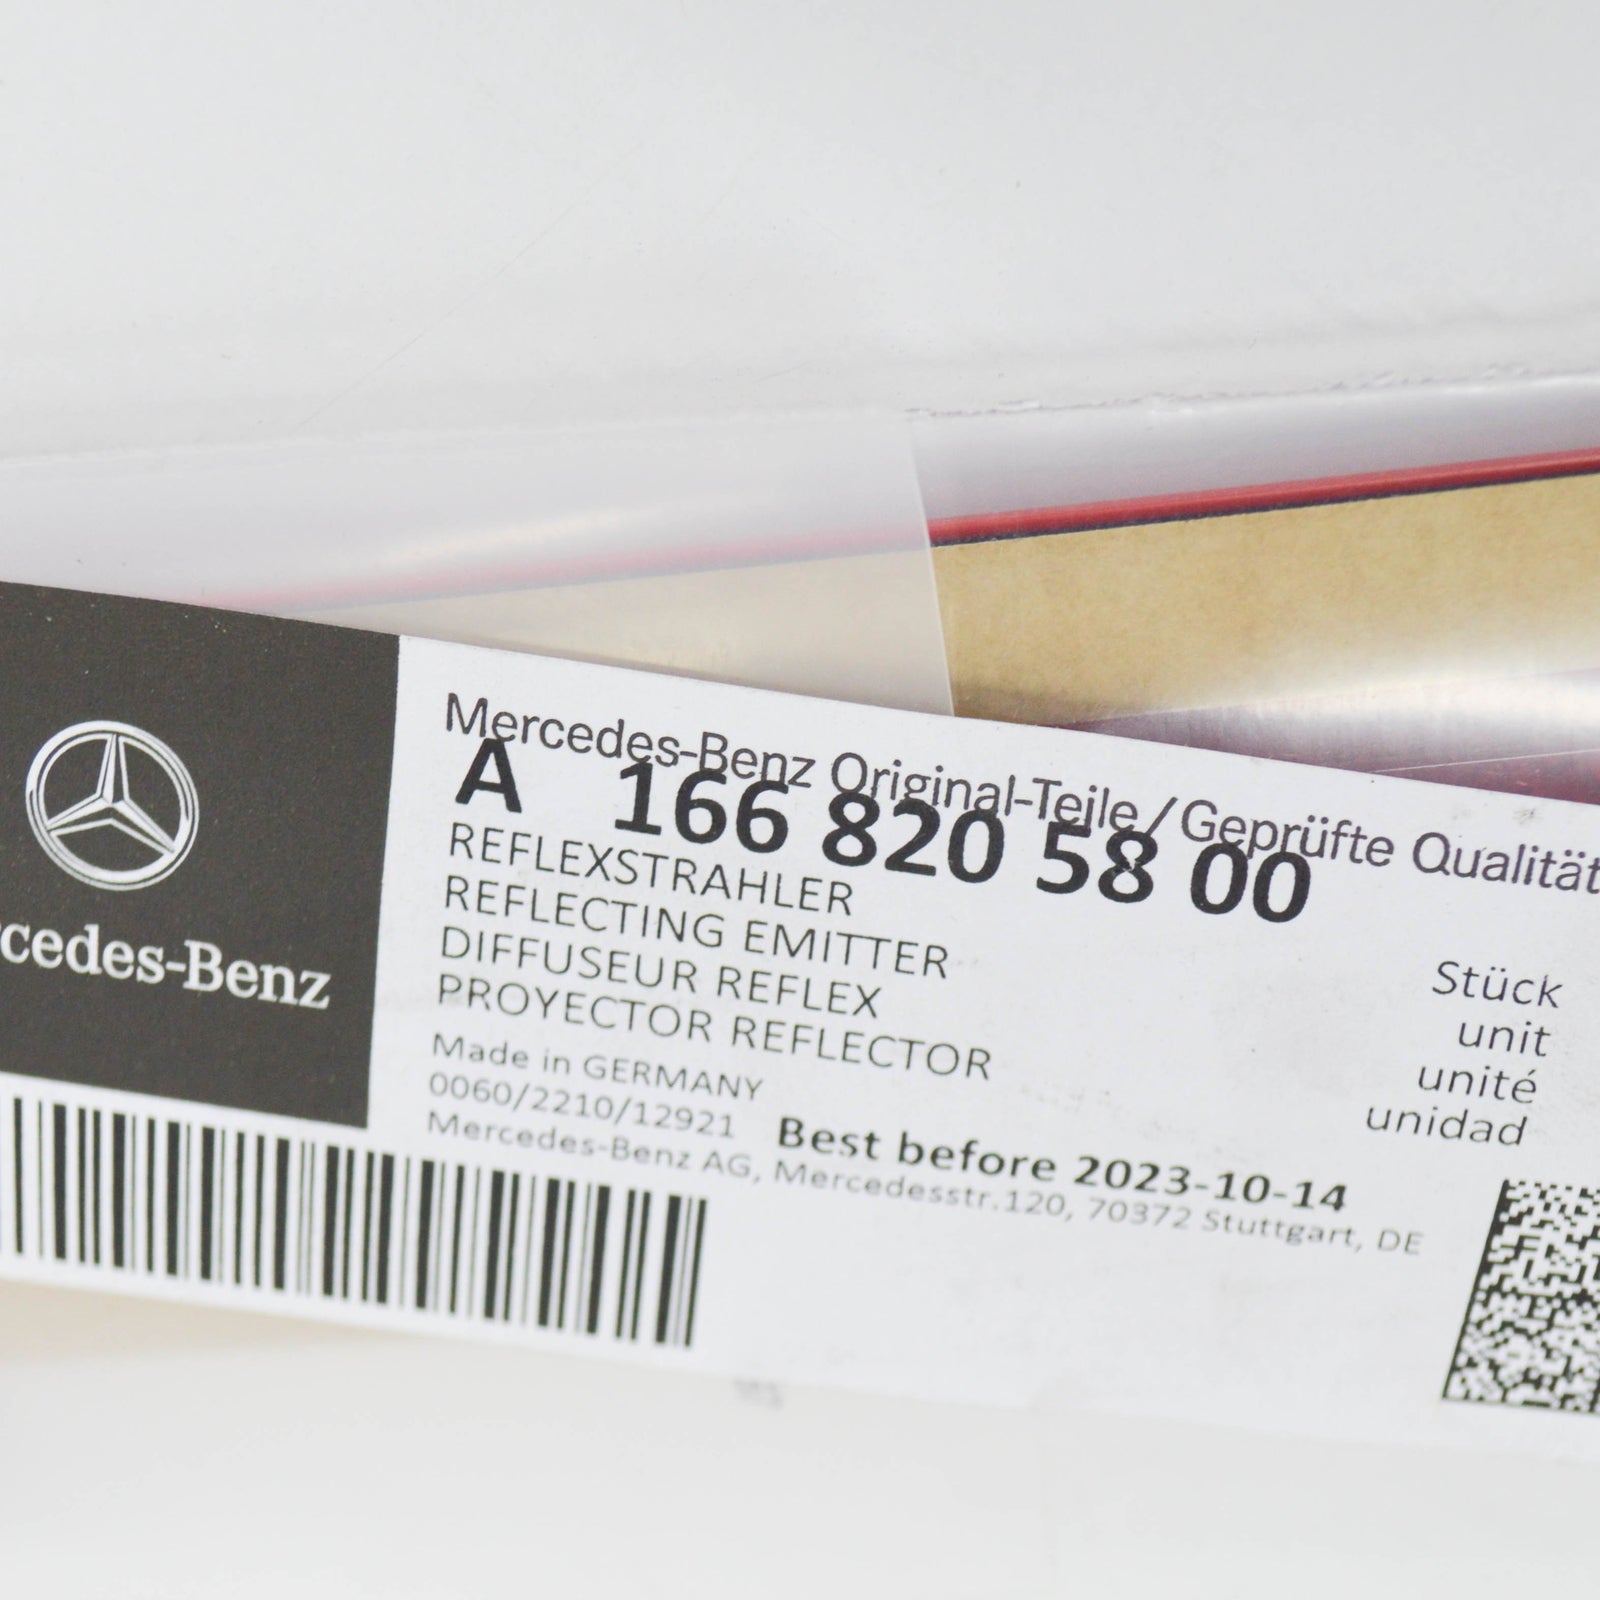 Mercedes-Benz Original-Teile/Geprüfte Qualität
A 166 820 58 00
REFLEXSTRAHLER
REFLECTING EMITTER
DIFFUSEUR REFLEX
PROYECTOR REFLECTOR
Stück
unit
unité
unidad
Made in GERMANY
0060/2210/12921
Best before 2023-10-14
Mercedes-Benz AG, Mercedesstr.120, 70372 Stuttgart, DE
rcedes-Benz